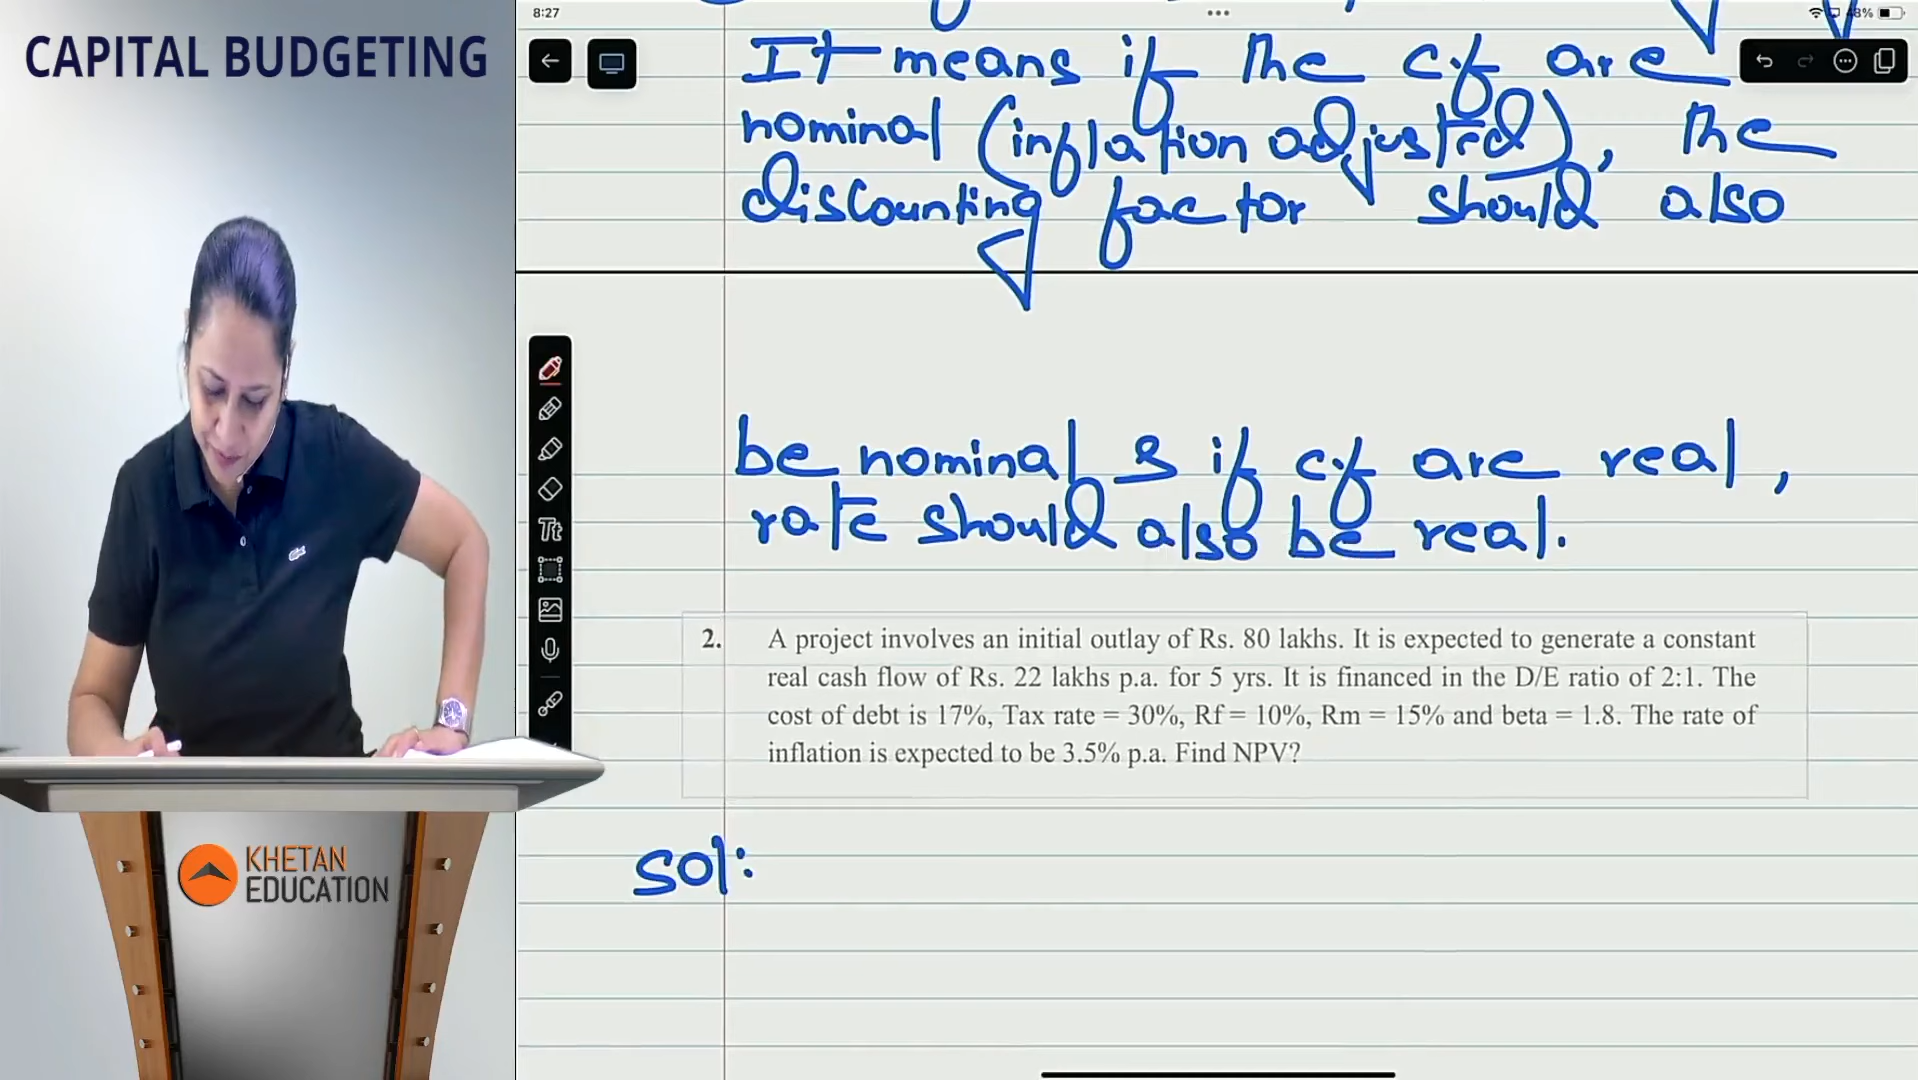 CAPITAL BUDGETING
8:27
48%
It means if the c.f are
nominal (inflation adjusted), the
discounting factor should also
be nominal & if c.f are real,
rate should also be real.
Tt
2. A project involves an initial outlay of Rs. 80 lakhs. It is expected to generate a constant
real cash flow of Rs. 22 lakhs p.a. for 5 yrs. It is financed in the D/E ratio of 2:1. The
cost of debt is 17%, Tax rate = 30%, Rf = 10%, Rm = 15% and beta = 1.8. The rate of
inflation is expected to be 3.5% p.a. Find NPV?
Sol:
KHETAN
EDUCATION